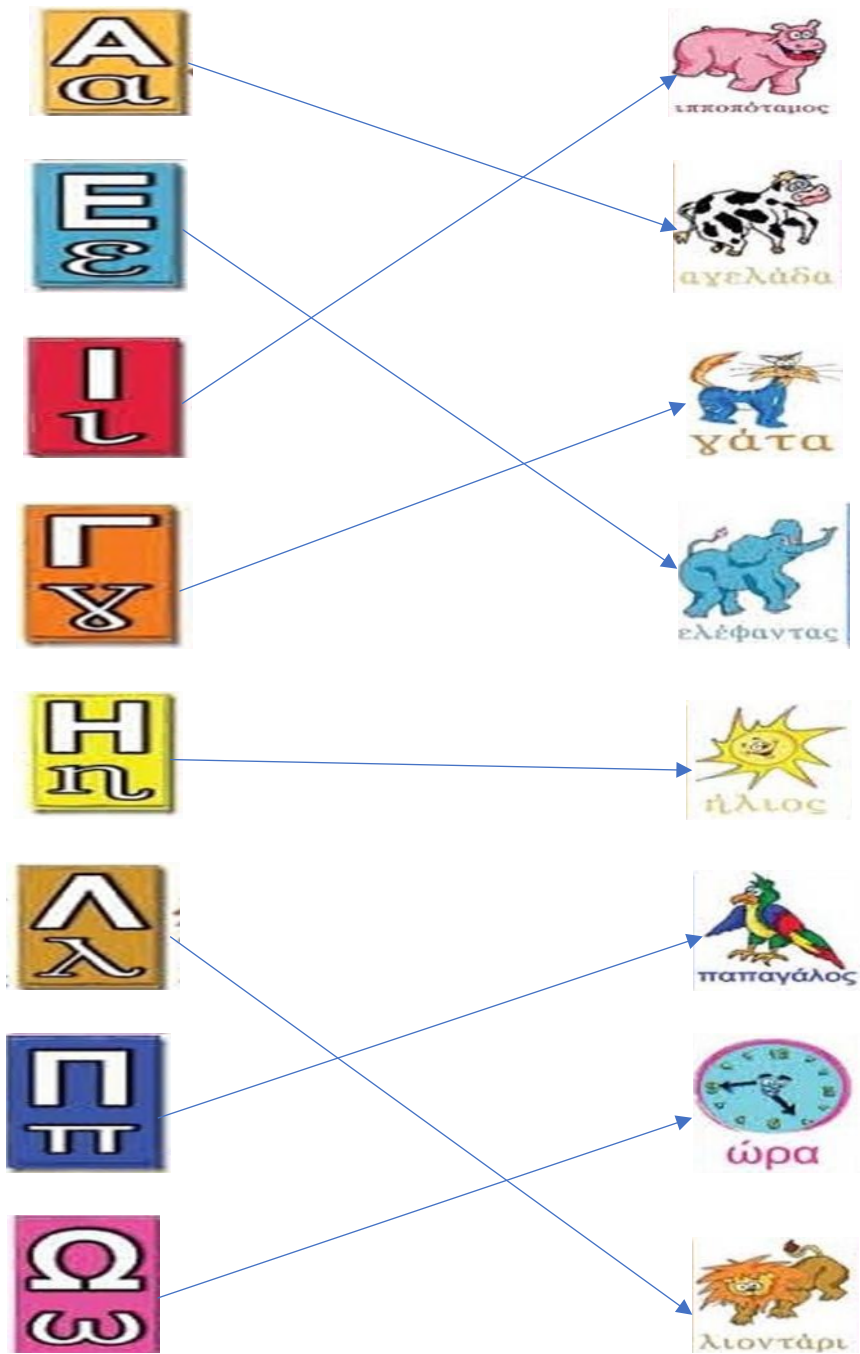 Α
α
ιπποπόταμος
Ε
ε
αγελάδα
Ι
ι
γάτα
Γ
γ
ελέφαντας
Η
η
ήλιος
Λ
λ
παπαγάλος
Π
π
ώρα
Ω
ω
λιοντάρι